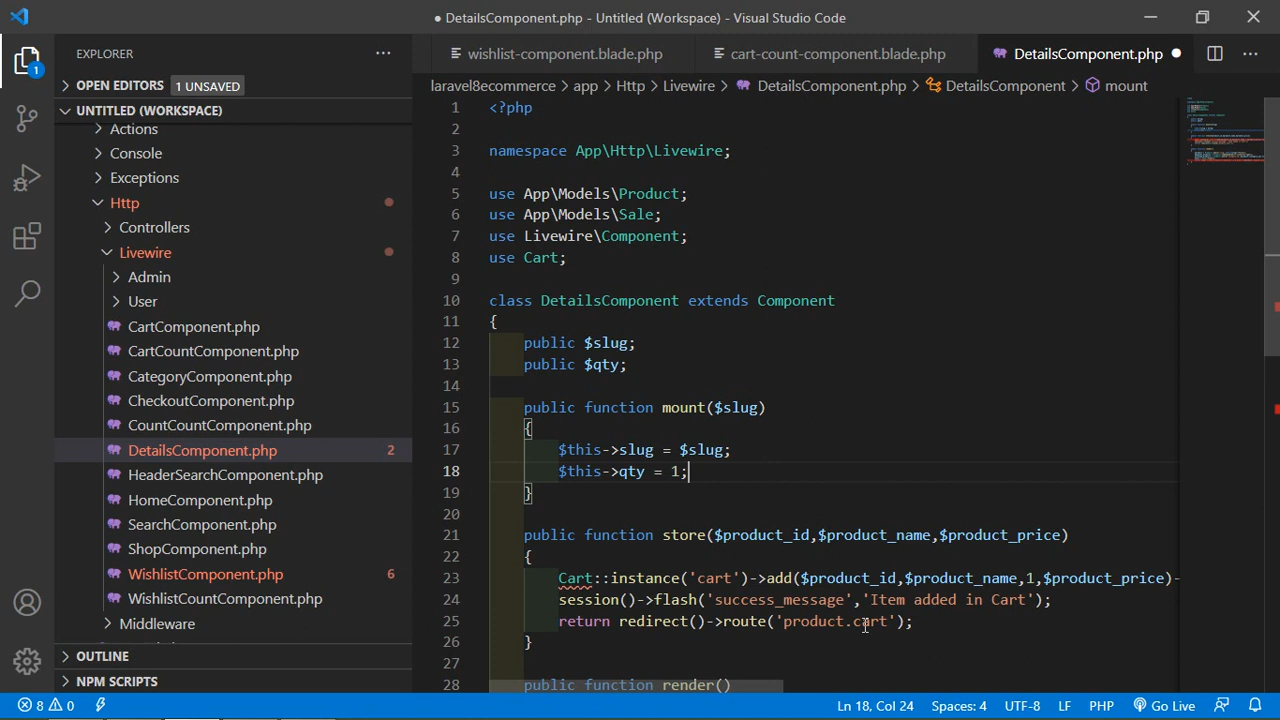 ● DetailsComponent.php - Untitled (Workspace) - Visual Studio Code
EXPLORER
wishlist-component.blade.php
cart-count-component.blade.php
DetailsComponent.php ●
1
OPEN EDITORS 1 UNSAVED
laravel8ecommerce > app > Http > Livewire > DetailsComponent.php > DetailsComponent > mount
UNTITLED (WORKSPACE)
Actions
Console
Exceptions
Http
Controllers
Livewire
Admin
User
CartComponent.php
CartCountComponent.php
CategoryComponent.php
CheckoutComponent.php
CountCountComponent.php
DetailsComponent.php 2
HeaderSearchComponent.php
HomeComponent.php
SearchComponent.php
ShopComponent.php
WishlistComponent.php 6
WishlistCountComponent.php
Middleware
OUTLINE
NPM SCRIPTS
1 <?php
2
3 namespace App\Http\Livewire;
4
5 use App\Models\Product;
6 use App\Models\Sale;
7 use Livewire\Component;
8 use Cart;
9
10 class DetailsComponent extends Component
11 {
12 public $slug;
13 public $qty;
14
15 public function mount($slug)
16 {
17 $this->slug = $slug;
18 $this->qty = 1;
19 }
20
21 public function store($product_id,$product_name,$product_price)
22 {
23 Cart::instance('cart')->add($product_id,$product_name,1,$product_price)-
24 session()->flash('success_message','Item added in Cart');
25 return redirect()->route('product.cart');
26 }
27
28 public function render()
8 0
Ln 18, Col 24 Spaces: 4 UTF-8 LF PHP Go Live